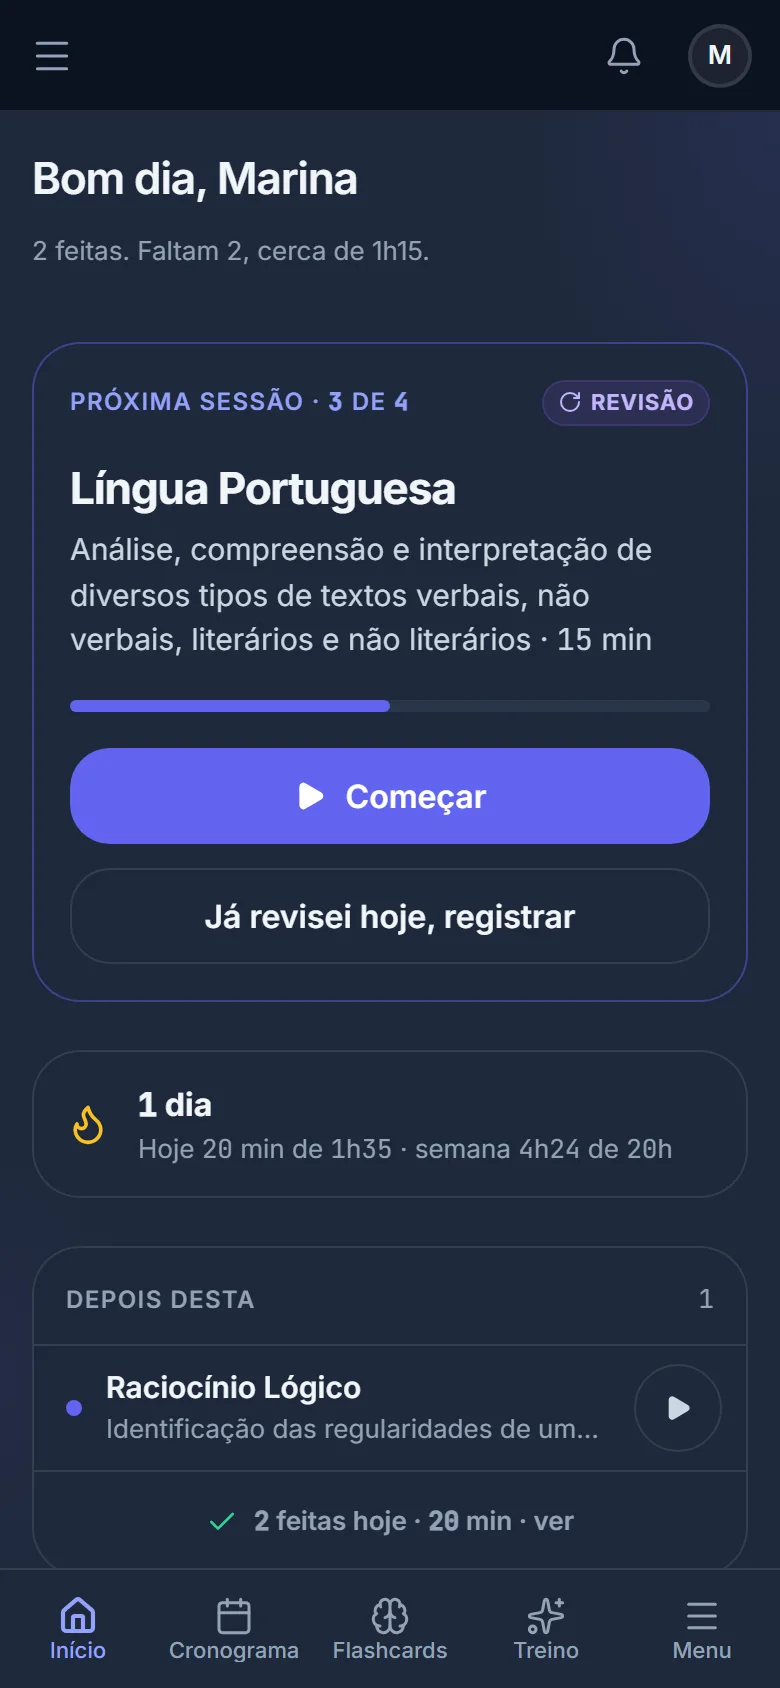 M
Bom dia, Marina
2 feitas. Faltam 2, cerca de 1h15.
PRÓXIMA SESSÃO · 3 DE 4
REVISÃO
Língua Portuguesa
Análise, compreensão e interpretação de
diversos tipos de textos verbais, não
verbais, literários e não literários · 15 min
Começar
Já revisei hoje, registrar
1 dia
Hoje 20 min de 1h35 · semana 4h24 de 20h
DEPOIS DESTA
1
Raciocínio Lógico
Identificação das regularidades de um...
2 feitas hoje · 20 min · ver
Início
Cronograma
Flashcards
Treino
Menu